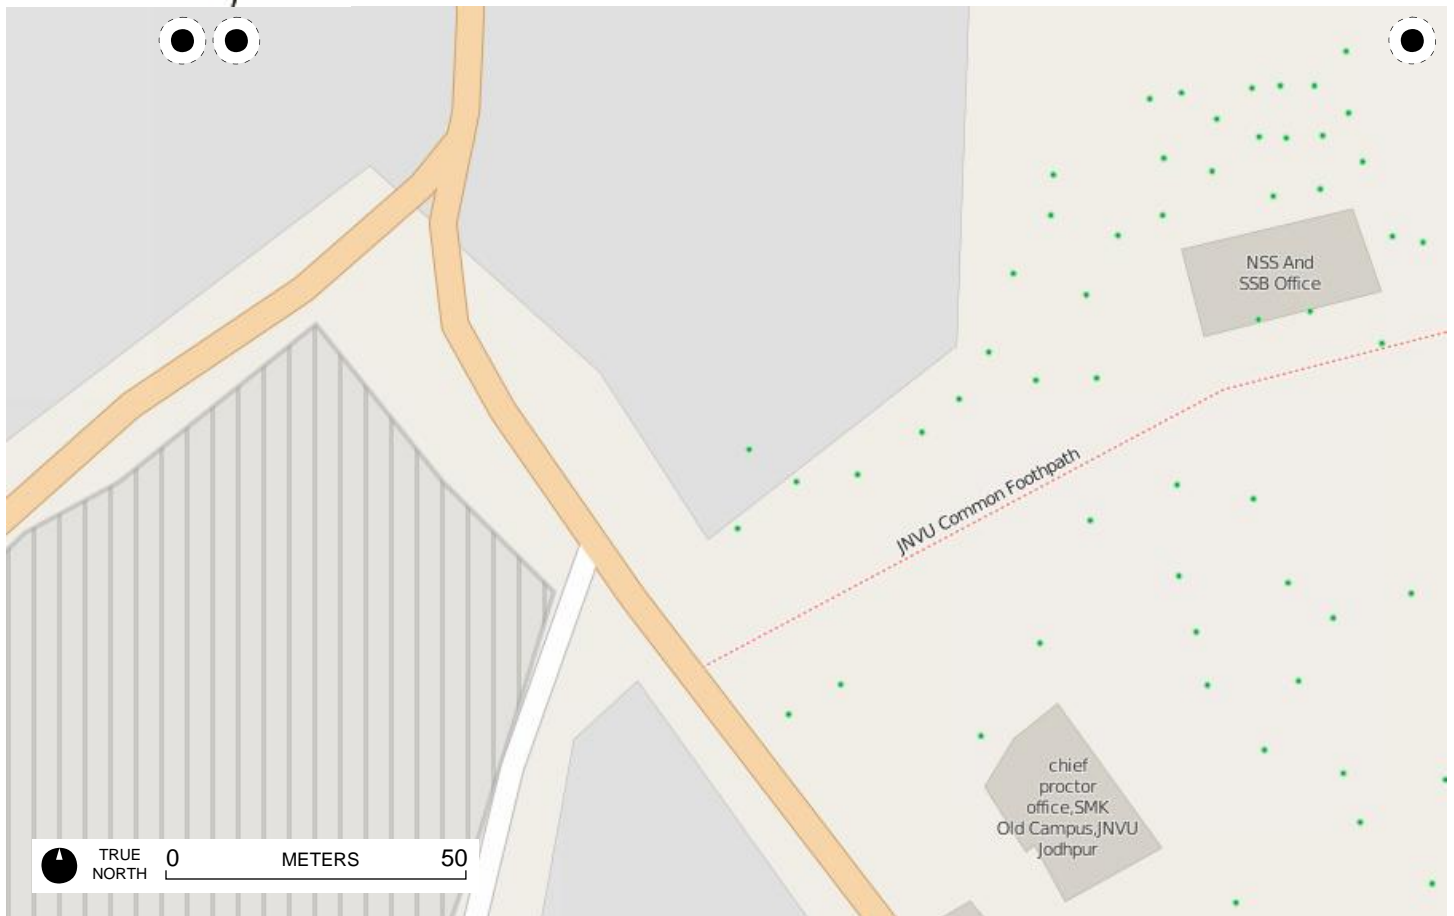 NSS And
SSB Office
JNVU Common Foothpath
chief
proctor
office,SMK
Old Campus,JNVU
Jodhpur
TRUE
NORTH
0 METERS 50